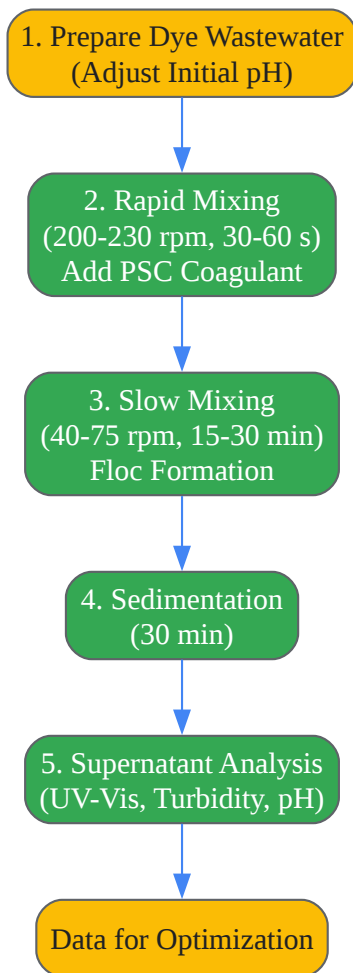 1. Prepare Dye Wastewater
(Adjust Initial pH)
2. Rapid Mixing
(200-230 rpm, 30-60 s)
Add PSC Coagulant
3. Slow Mixing
(40-75 rpm, 15-30 min)
Floc Formation
4. Sedimentation
(30 min)
5. Supernatant Analysis
(UV-Vis, Turbidity, pH)
Data for Optimization